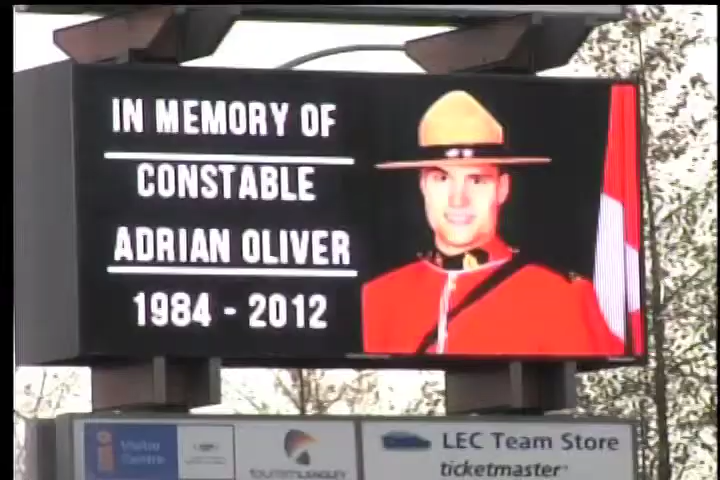 IN MEMORY OF
CONSTABLE
ADRIAN OLIVER
1984 - 2012
Visitor
Centre
LEC Team Store
ticketmaster